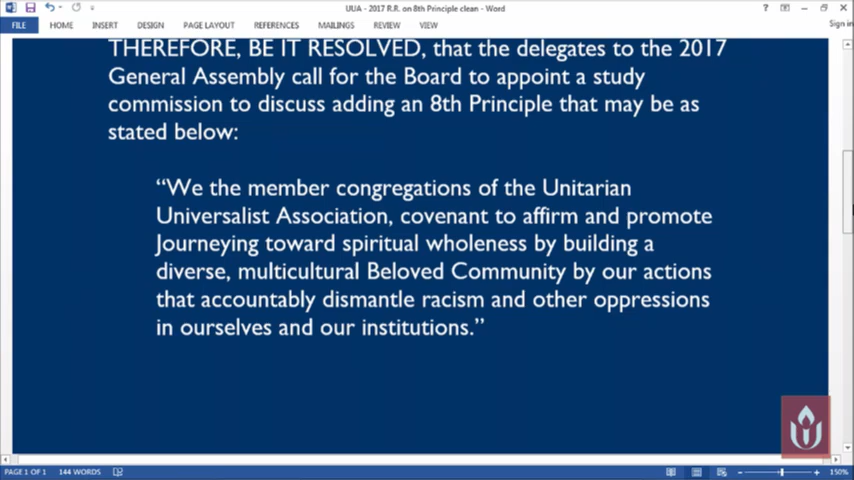 UUA - 2017 R.R. on 8th Principle clean - Word
Sign in
FILE HOME INSERT DESIGN PAGE LAYOUT REFERENCES MAILINGS REVIEW VIEW
THEREFORE, BE IT RESOLVED, that the delegates to the 2017
General Assembly call for the Board to appoint a study
commission to discuss adding an 8th Principle that may be as
stated below:
“We the member congregations of the Unitarian
Universalist Association, covenant to affirm and promote
Journeying toward spiritual wholeness by building a
diverse, multicultural Beloved Community by our actions
that accountably dismantle racism and other oppressions
in ourselves and our institutions.”
PAGE 1 OF 1 144 WORDS 150%